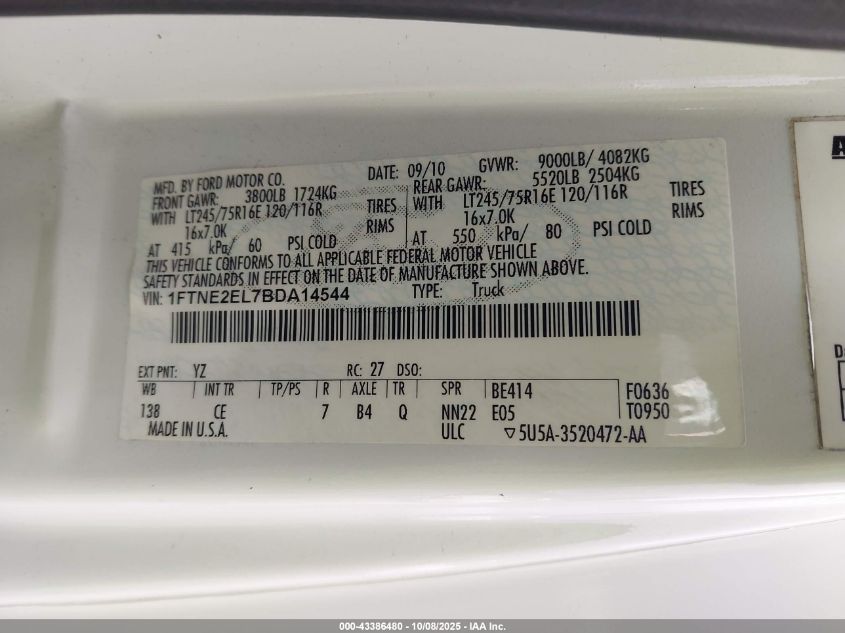 MFD. BY FORD MOTOR CO. DATE: 09/10 GVWR: 9000LB/ 4082KG
FRONT GAWR: 3800LB 1724KG REAR GAWR: 5520LB 2504KG
WITH LT245/75R16E 120/116R TIRES WITH LT245/75R16E 120/116R TIRES
16x7.0K RIMS 16x7.0K RIMS
AT 415 kPa/ 60 PSI COLD AT 550 kPa/ 80 PSI COLD
THIS VEHICLE CONFORMS TO ALL APPLICABLE FEDERAL MOTOR VEHICLE
SAFETY STANDARDS IN EFFECT ON THE DATE OF MANUFACTURE SHOWN ABOVE.
VIN: 1FTNE2EL7BDA14544 TYPE: Truck
EXT PNT: YZ RC: 27 DSO:
WB INT TR TP/PS R AXLE TR SPR BE414 F0636
138 CE 7 B4 Q NN22 E05 T0950
MADE IN U.S.A. ULC ▽5U5A-3520472-AA
000-43386480 - 10/08/2025 - IAA Inc.